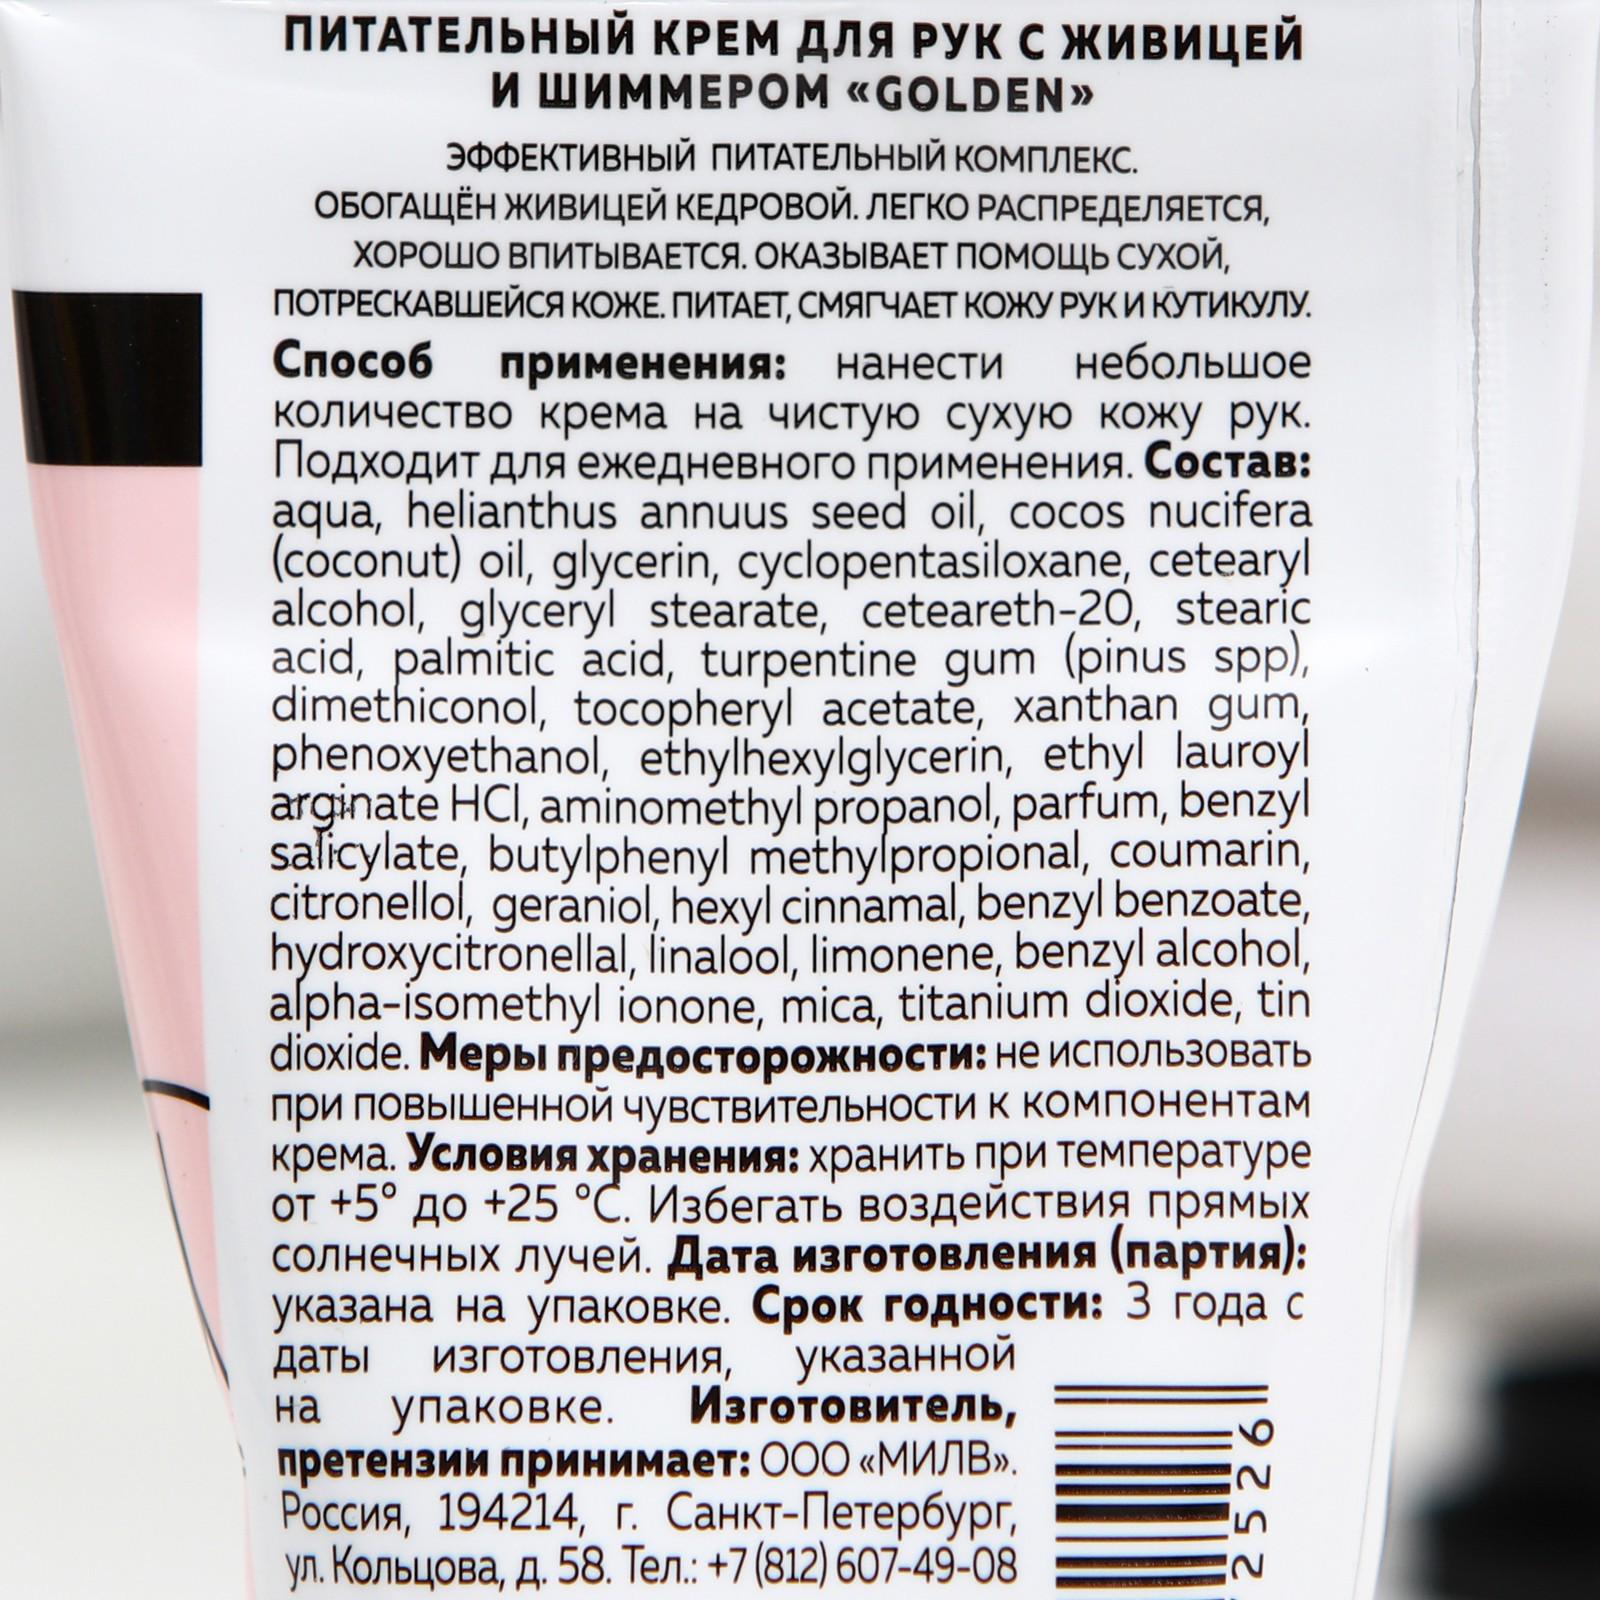 ПИТАТЕЛЬНЫЙ КРЕМ ДЛЯ РУК С ЖИВИЦЕЙ
И ШИММЕРОМ «GOLDEN»
ЭФФЕКТИВНЫЙ ПИТАТЕЛЬНЫЙ КОМПЛЕКС.
ОБОГАЩЁН ЖИВИЦЕЙ КЕДРОВОЙ. ЛЕГКО РАСПРЕДЕЛЯЕТСЯ,
ХОРОШО ВПИТЫВАЕТСЯ. ОКАЗЫВАЕТ ПОМОЩЬ СУХОЙ,
ПОТРЕСКАВШЕЙСЯ КОЖЕ. ПИТАЕТ, СМЯГЧАЕТ КОЖУ РУК И КУТИКУЛУ.
Способ применения: нанести небольшое
количество крема на чистую сухую кожу рук.
Подходит для ежедневного применения. Состав:
aqua, helianthus annuus seed oil, cocos nucifera
(coconut) oil, glycerin, cyclopentasiloxane, cetearyl
alcohol, glyceryl stearate, ceteareth-20, stearic
acid, palmitic acid, turpentine gum (pinus spp),
dimethiconol, tocopheryl acetate, xanthan gum,
phenoxyethanol, ethylhexylglycerin, ethyl lauroyl
arginate HCl, aminomethyl propanol, parfum, benzyl
salicylate, butylphenyl methylpropional, coumarin,
citronellol, geraniol, hexyl cinnamal, benzyl benzoate,
hydroxycitronellal, linalool, limonene, benzyl alcohol,
alpha-isomethyl ionone, mica, titanium dioxide, tin
dioxide. Меры предосторожности: не использовать
при повышенной чувствительности к компонентам
крема. Условия хранения: хранить при температуре
от +5° до +25 °C. Избегать воздействия прямых
солнечных лучей. Дата изготовления (партия):
указана на упаковке. Срок годности: 3 года с
даты изготовления, указанной
на упаковке. Изготовитель,
претензии принимает: ООО «МИЛВ».
Россия, 194214, г. Санкт-Петербург,
ул. Кольцова, д. 58. Тел.: +7 (812) 607-49-08
22526